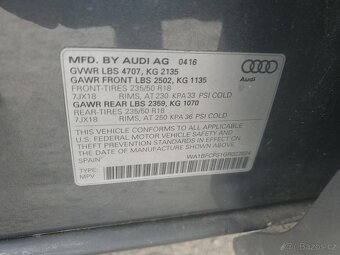 MFD. BY AUDI AG 0416
GVWR LBS 4707, KG 2135
GAWR FRONT LBS 2502, KG 1135
FRONT-TIRES 235/50 R18
7JX18 RIMS, AT 230 KPA 33 PSI COLD
GAWR REAR LBS 2359, KG 1070
REAR-TIRES 235/50 R18
7JX18 RIMS, AT 250 KPA 36 PSI COLD
THIS VEHICLE CONFORMS TO ALL APPLICABLE
U.S. FEDERAL MOTOR VEHICLE SAFETY AND
THEFT PREVENTION STANDARDS IN EFFECT ON
THE DATE OF MANUFACTURE SHOWN ABOVE.
SPAIN
TYPE:
MPV